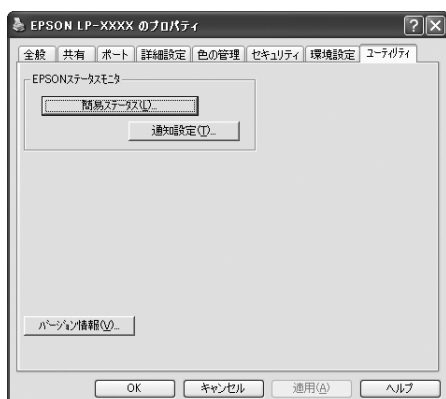 EPSON LP-XXXX のプロパティ
全般 共有 ポート 詳細設定 色の管理 セキュリティ 環境設定 ユーティリティ
EPSONステータスモニタ
簡易ステータス(L)...
通知設定(T)...
バージョン情報(V)...
OK キャンセル 適用(A) ヘルプ